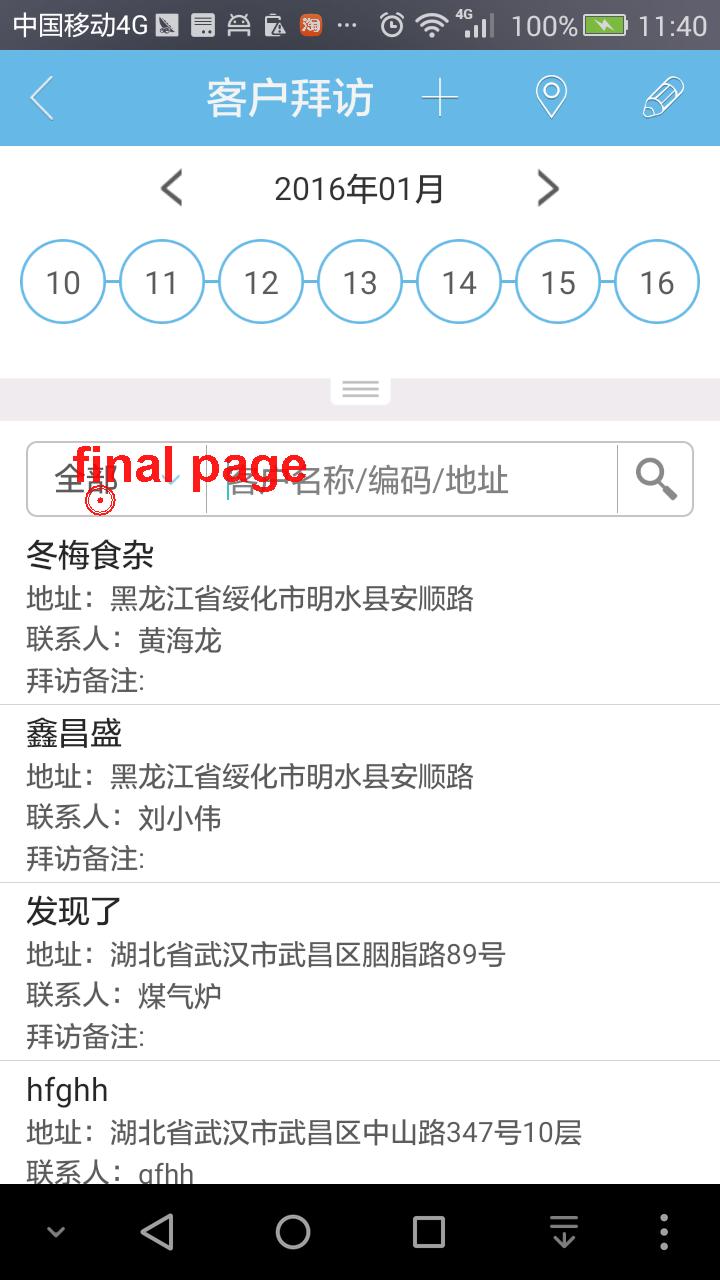 中国移动4G 淘 ... 4G 100% 11:40
客户拜访
2016年01月
10 11 12 13 14 15 16
final page
全部 客户名称/编码/地址
冬梅食杂
地址：黑龙江省绥化市明水县安顺路
联系人：黄海龙
拜访备注:
鑫昌盛
地址：黑龙江省绥化市明水县安顺路
联系人：刘小伟
拜访备注:
发现了
地址：湖北省武汉市武昌区胭脂路89号
联系人：煤气炉
拜访备注:
hfghh
地址：湖北省武汉市武昌区中山路347号10层
联系人：gfhh